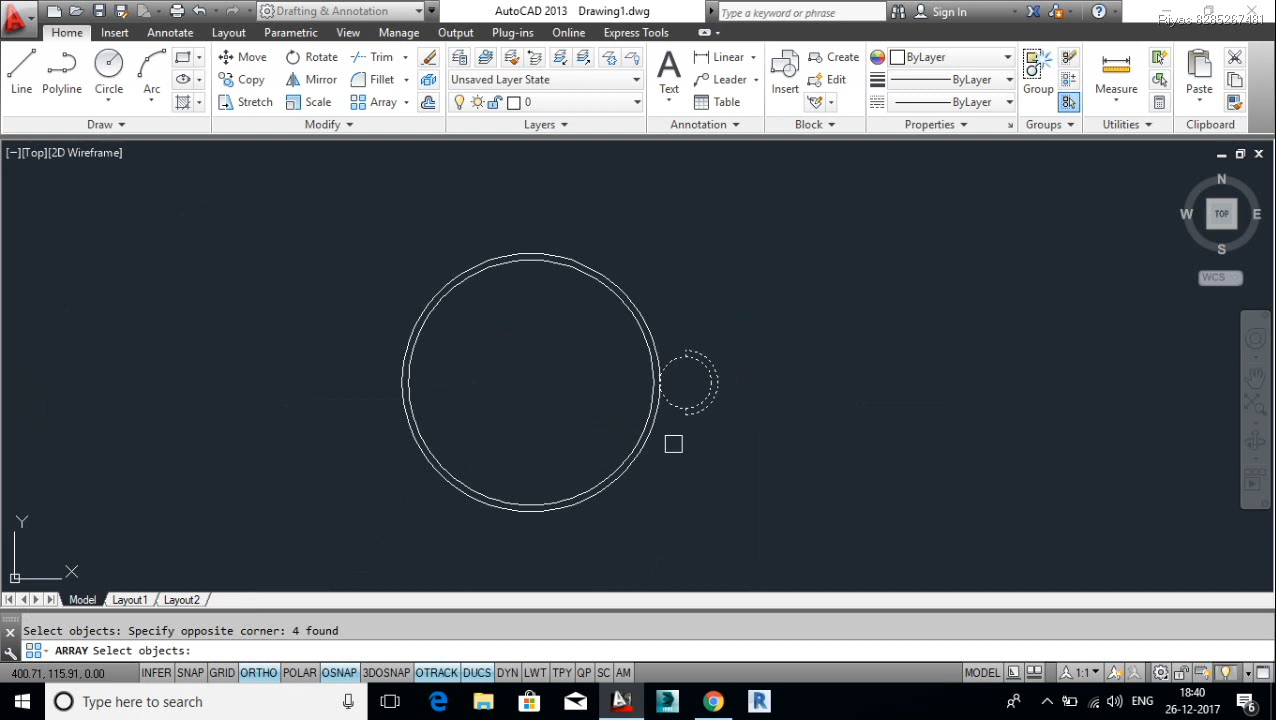 Drafting & Annotation
AutoCAD 2013 Drawing1.dwg
Type a keyword or phrase
Sign In
Riyas 8285267481
Home Insert Annotate Layout Parametric View Manage Output Plug-ins Online Express Tools
Line Polyline Circle Arc
Move Rotate Trim
Copy Mirror Fillet
Stretch Scale Array
Unsaved Layer State
0
Text
Linear
Leader
Table
Insert
Create
Edit
ByLayer
ByLayer
ByLayer
Group
Measure
Paste
Draw Modify Layers Annotation Block Properties Groups Utilities Clipboard
[−][Top][2D Wireframe]
N
W TOP E
S
WCS
Y
X
Model Layout1 Layout2
Select objects: Specify opposite corner: 4 found
ARRAY Select objects:
400.71, 115.91, 0.00 INFER SNAP GRID ORTHO POLAR OSNAP 3DOSNAP OTRACK DUCS DYN LWT TPY QP SC AM MODEL 1:1
Type here to search
ENG
18:40
26-12-2017
6